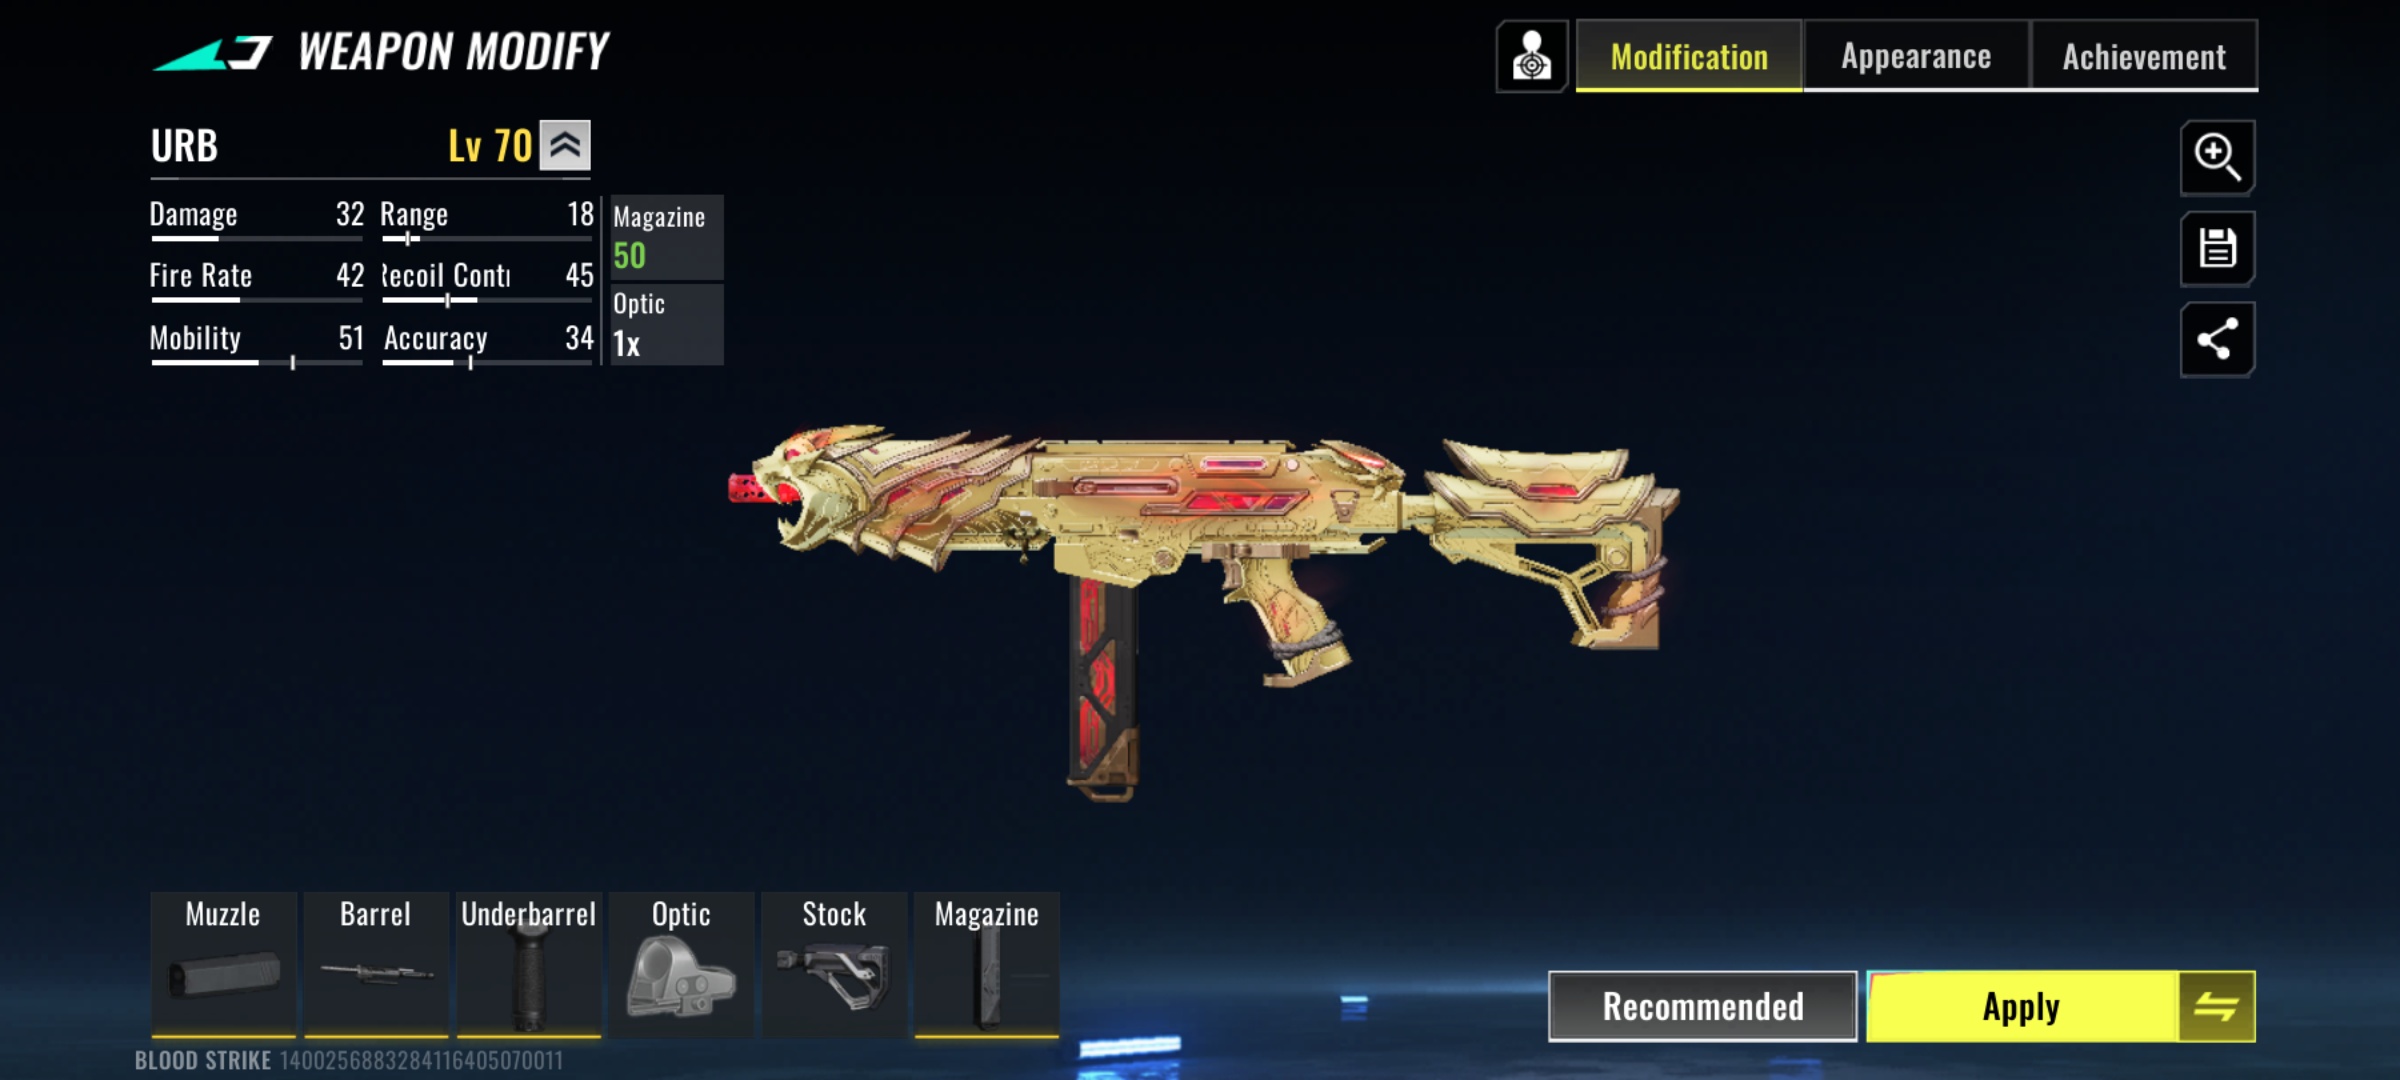 WEAPON MODIFY
Modification
Appearance
Achievement
URB
Lv 70
Damage 32
Range 18
Magazine
50
Fire Rate 42
Recoil Contr 45
Optic
1x
Mobility 51
Accuracy 34
Muzzle
Barrel
Underbarrel
Optic
Stock
Magazine
Recommended
Apply
BLOOD STRIKE 1400256883284116405070011